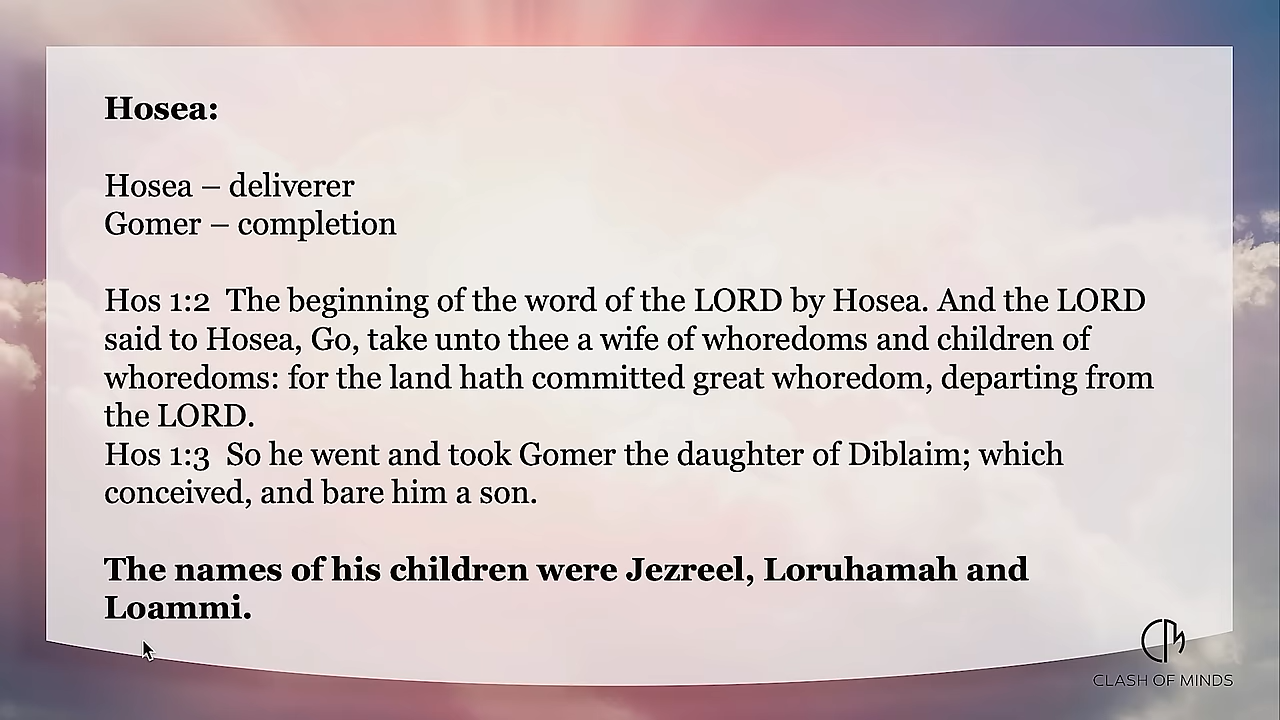 Hosea:
Hosea – deliverer
Gomer – completion
Hos 1:2  The beginning of the word of the LORD by Hosea. And the LORD
said to Hosea, Go, take unto thee a wife of whoredoms and children of
whoredoms: for the land hath committed great whoredom, departing from
the LORD.
Hos 1:3  So he went and took Gomer the daughter of Diblaim; which
conceived, and bare him a son.
The names of his children were Jezreel, Loruhamah and
Loammi.
CLASH OF MINDS